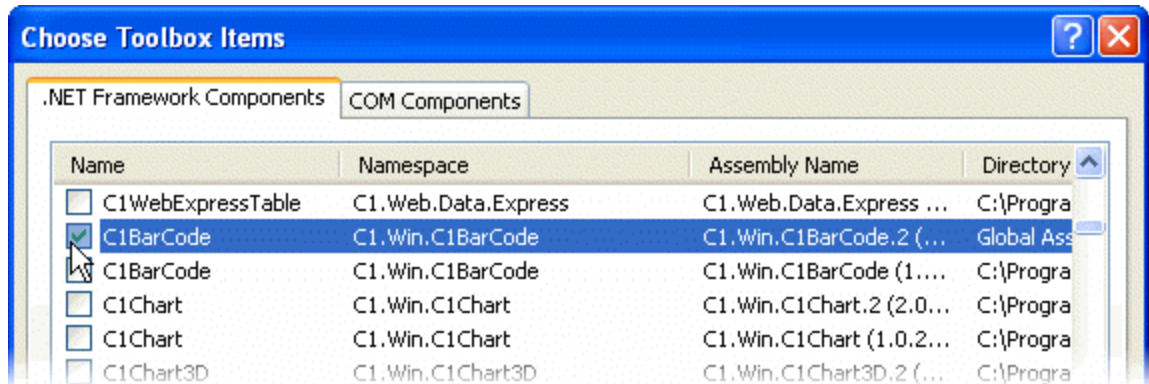 Choose Toolbox Items ?
.NET Framework Components COM Components
Name Namespace Assembly Name Directory
C1WebExpressTable C1.Web.Data.Express C1.Web.Data.Express ... C:\Progra
C1BarCode C1.Win.C1BarCode C1.Win.C1BarCode.2 (... Global Ass
C1BarCode C1.Win.C1BarCode C1.Win.C1BarCode (1.... C:\Progra
C1Chart C1.Win.C1Chart C1.Win.C1Chart.2 (2.0... C:\Progra
C1Chart C1.Win.C1Chart C1.Win.C1Chart (1.0.2... C:\Progra
C1Chart3D C1.Win.C1Chart3D C1.Win.C1Chart3D.2 (... C:\Progra